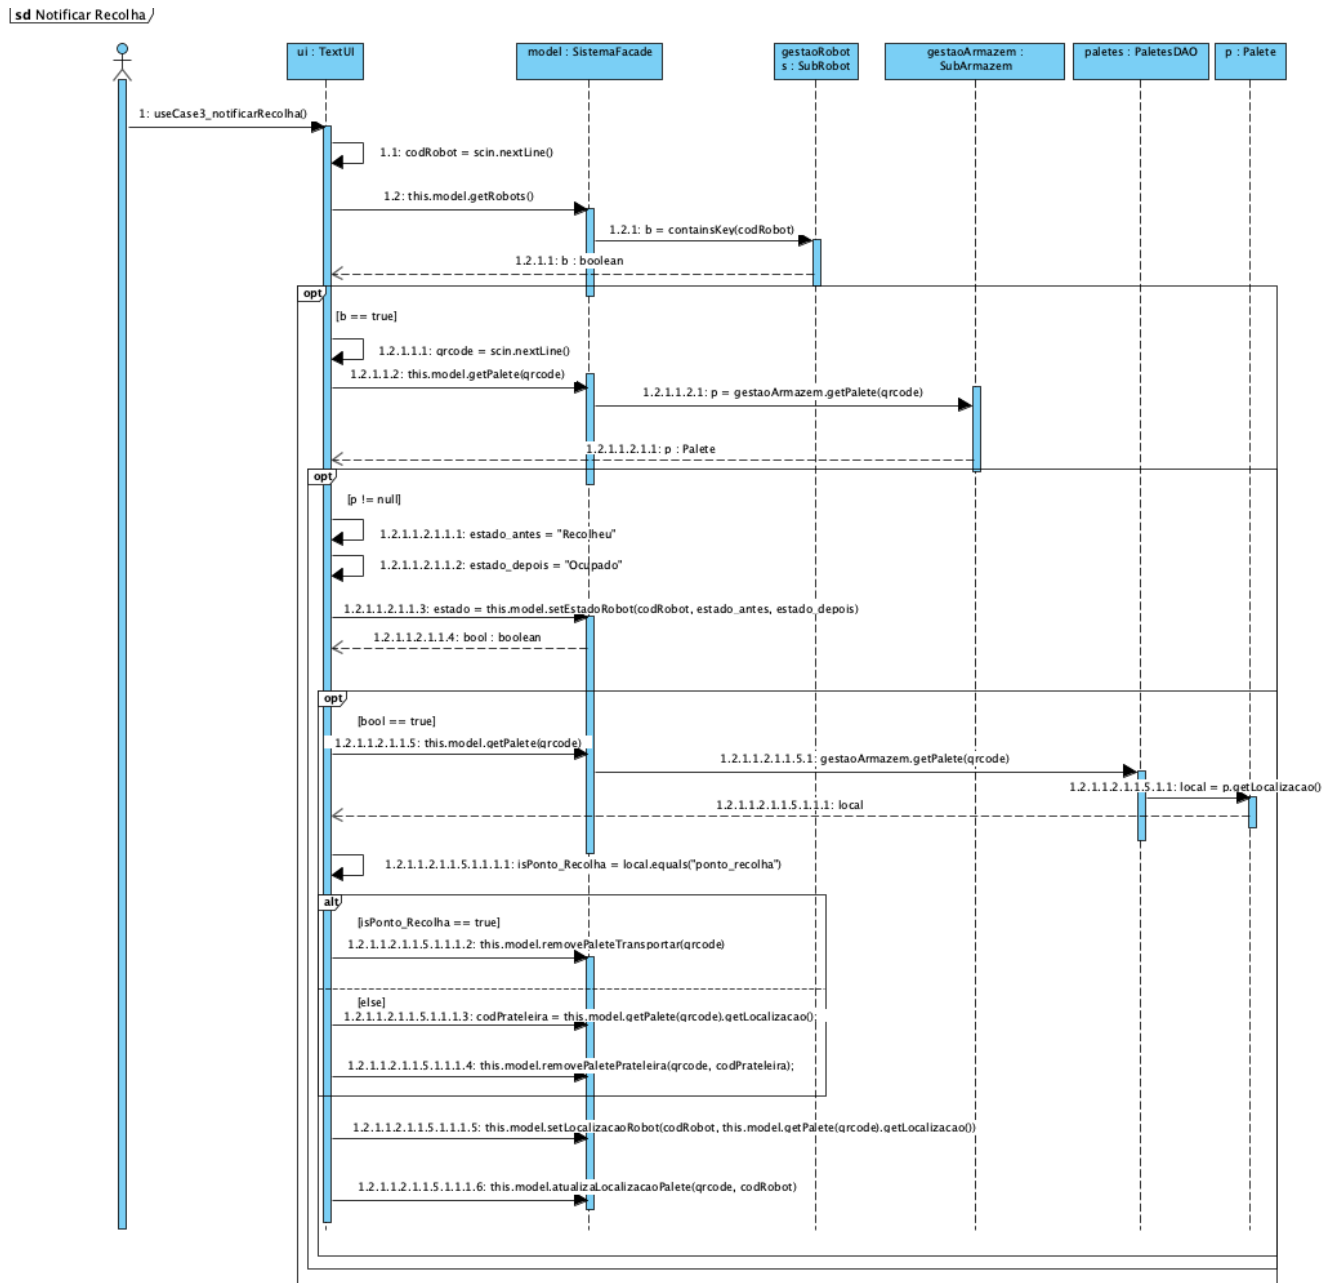 sd Notificar Recolha
ui : TextUI
model : SistemaFacade
gestaoRobot
s : SubRobot
gestaoArmazem :
SubArmazem
paletes : PaletesDAO
p : Palete
1: useCase3_notificarRecolha()
1.1: codRobot = scin.nextLine()
1.2: this.model.getRobots()
1.2.1: b = containsKey(codRobot)
1.2.1.1: b : boolean
opt
[b == true]
1.2.1.1.1: qrcode = scin.nextLine()
1.2.1.1.2: this.model.getPalete(qrcode)
1.2.1.1.2.1: p = gestaoArmazem.getPalete(qrcode)
1.2.1.1.2.1.1: p : Palete
opt
[p != null]
1.2.1.1.2.1.1.1: estado_antes = "Recolheu"
1.2.1.1.2.1.1.2: estado_depois = "Ocupado"
1.2.1.1.2.1.1.3: estado = this.model.setEstadoRobot(codRobot, estado_antes, estado_depois)
1.2.1.1.2.1.1.4: bool : boolean
opt
[bool == true]
1.2.1.1.2.1.1.5: this.model.getPalete(qrcode)
1.2.1.1.2.1.1.5.1: gestaoArmazem.getPalete(qrcode)
1.2.1.1.2.1.1.5.1.1: local = p.getLocalizacao()
1.2.1.1.2.1.1.5.1.1.1: local
1.2.1.1.2.1.1.5.1.1.1.1: isPonto_Recolha = local.equals("ponto_recolha")
alt
[isPonto_Recolha == true]
1.2.1.1.2.1.1.5.1.1.1.2: this.model.removePaleteTransportar(qrcode)
[else]
1.2.1.1.2.1.1.5.1.1.1.3: codPrateleira = this.model.getPalete(qrcode).getLocalizacao();
1.2.1.1.2.1.1.5.1.1.1.4: this.model.removePaletePrateleira(qrcode, codPrateleira);
1.2.1.1.2.1.1.5.1.1.1.5: this.model.setLocalizacaoRobot(codRobot, this.model.getPalete(qrcode).getLocalizacao())
1.2.1.1.2.1.1.5.1.1.1.6: this.model.atualizaLocalizacaoPalete(qrcode, codRobot)